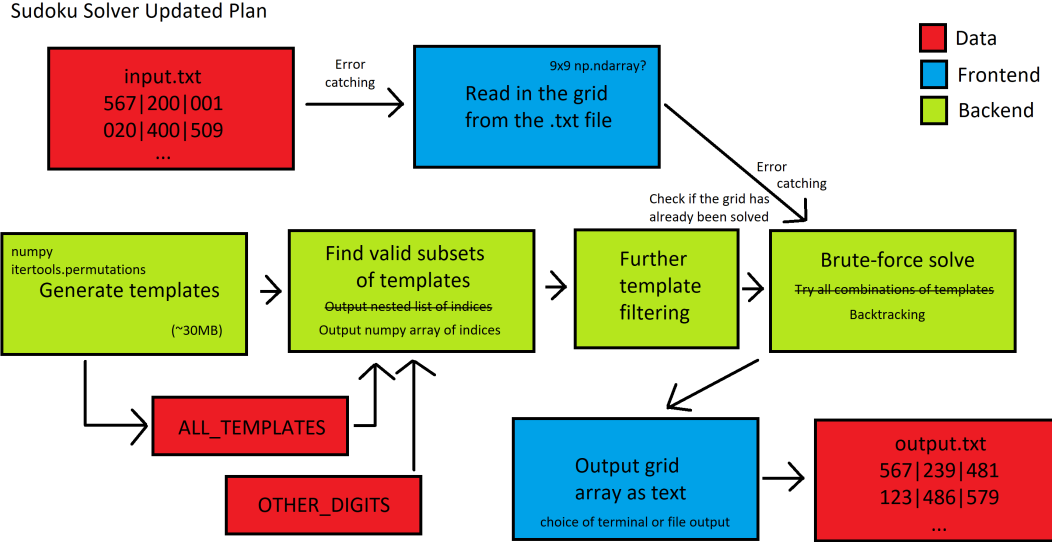 Sudoku Solver Updated Plan
Data
Frontend
Backend
input.txt
567|200|001
020|400|509
...
Error
catching
9x9 np.ndarray?
Read in the grid
from the .txt file
Error
catching
Check if the grid has
already been solved
numpy
itertools.permutations
Generate templates
(~30MB)
Find valid subsets
of templates
Output nested list of indices
Output numpy array of indices
Further
template
filtering
Brute-force solve
Try all combinations of templates
Backtracking
ALL_TEMPLATES
OTHER_DIGITS
Output grid
array as text
choice of terminal or file output
output.txt
567|239|481
123|486|579
...